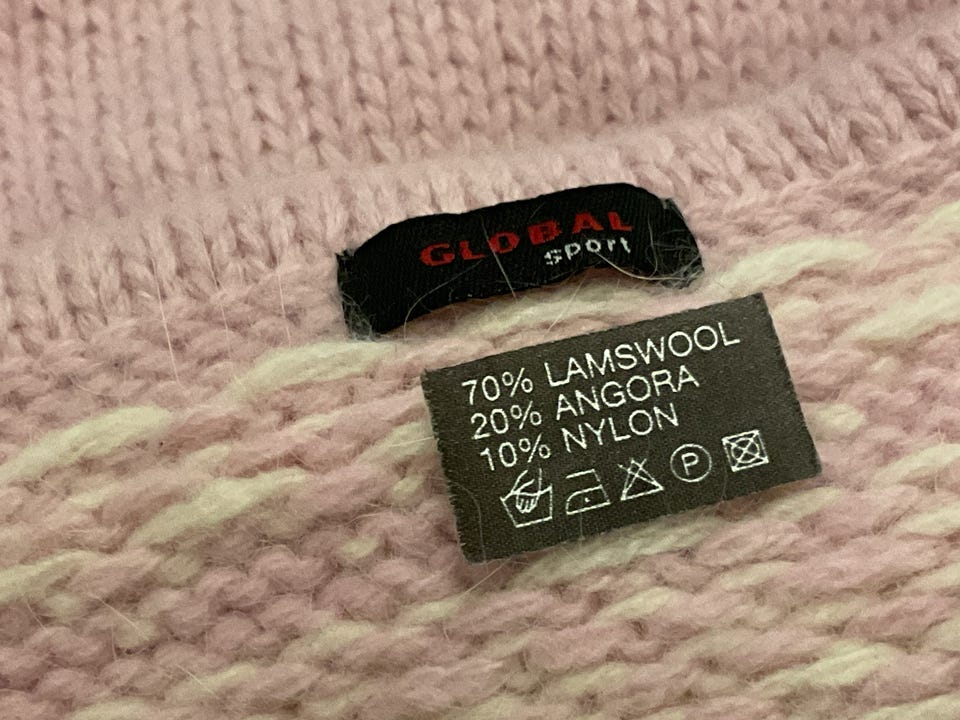 GLOBAL
sport
70% LAMSWOOL
20% ANGORA
10% NYLON
P